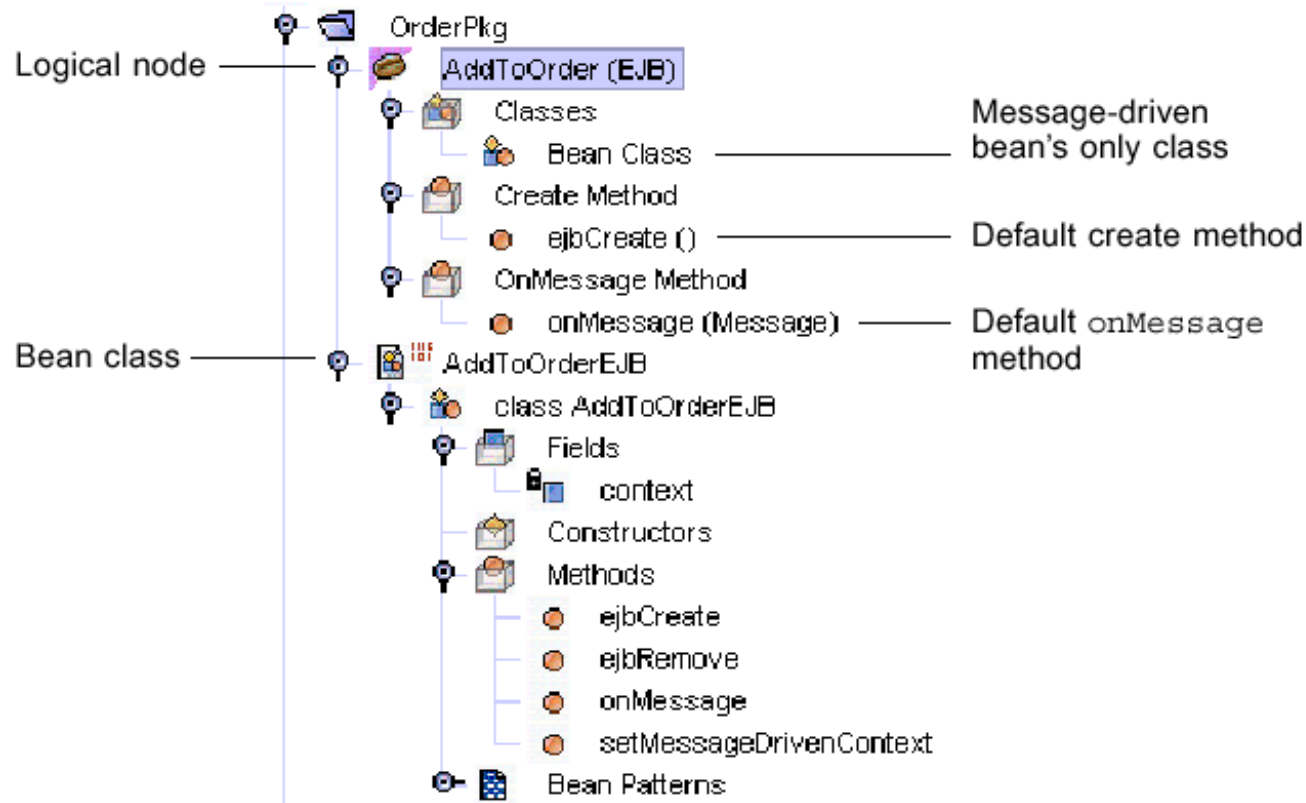 OrderPkg
Logical node
AddToOrder (EJB)
Classes
Message-driven
bean's only class
Bean Class
Create Method
ejbCreate ()
Default create method
OnMessage Method
onMessage (Message)
Default onMessage
method
Bean class
AddToOrderEJB
class AddToOrderEJB
Fields
context
Constructors
Methods
ejbCreate
ejbRemove
onMessage
setMessageDrivenContext
Bean Patterns